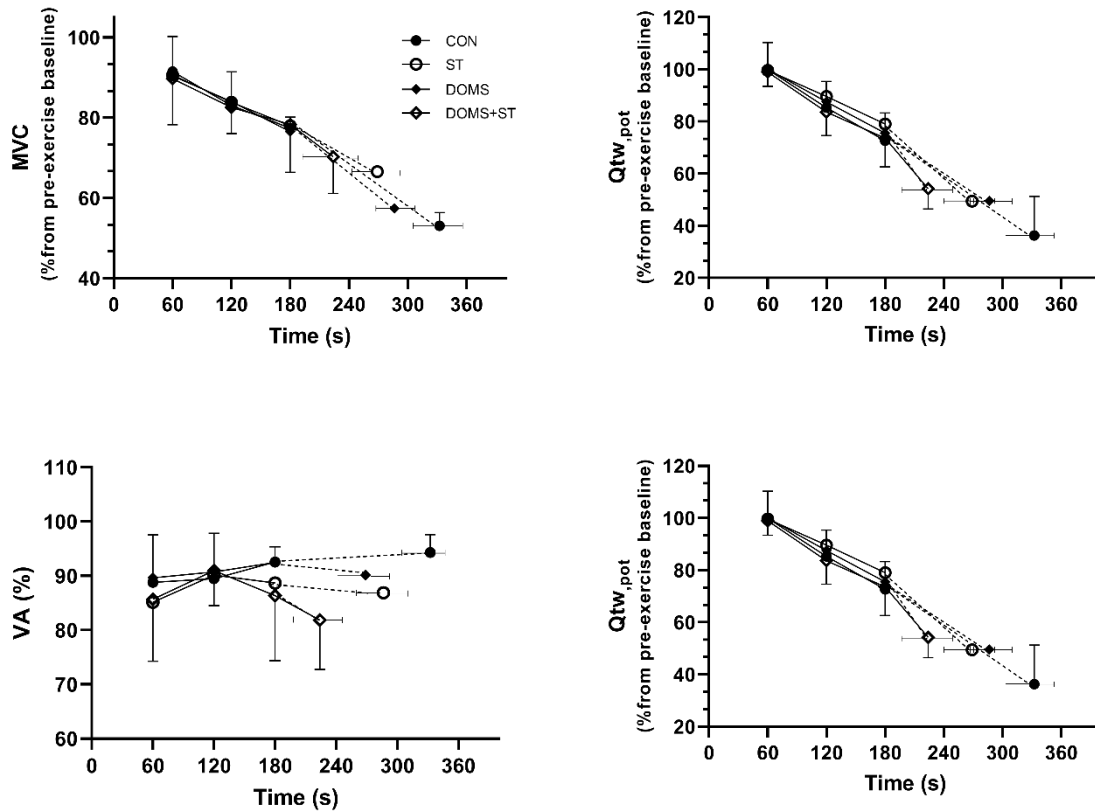 MVC
(%from pre-exercise baseline)
100
80
60
40
0 60 120 180 240 300 360
Time (s)
CON
ST
DOMS
DOMS+ST
Qtw,pot
(%from pre-exercise baseline)
120
100
80
60
40
20
0 60 120 180 240 300 360
Time (s)
VA (%)
110
100
90
80
70
60
0 60 120 180 240 300 360
Time (s)
Qtw,pot
(%from pre-exercise baseline)
120
100
80
60
40
20
0 60 120 180 240 300 360
Time (s)